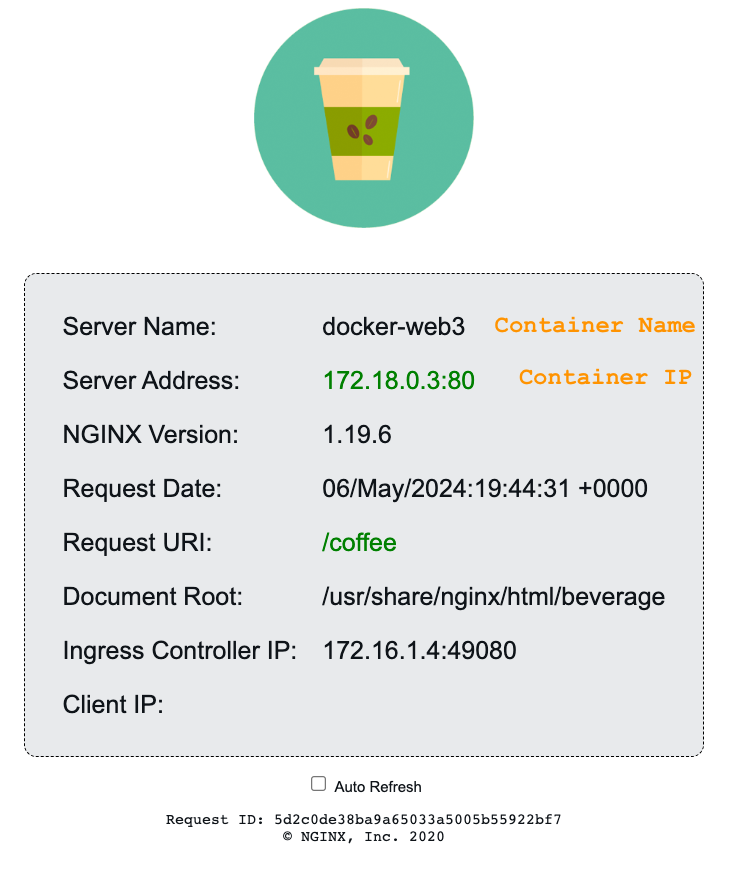 Server Name: docker-web3 Container Name
Server Address: 172.18.0.3:80 Container IP
NGINX Version: 1.19.6
Request Date: 06/May/2024:19:44:31 +0000
Request URI: /coffee
Document Root: /usr/share/nginx/html/beverage
Ingress Controller IP: 172.16.1.4:49080
Client IP:
Auto Refresh
Request ID: 5d2c0de38ba9a65033a5005b55922bf7
© NGINX, Inc. 2020